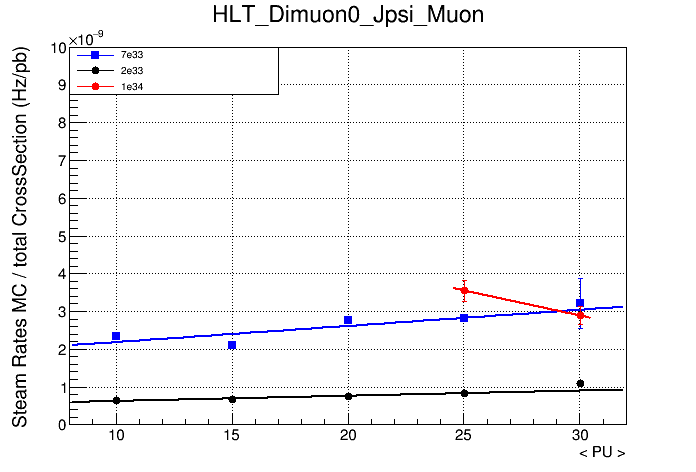 HLT_Dimuon0_Jpsi_Muon
×10⁻⁹
7e33
2e33
1e34
Steam Rates MC / total CrossSection (Hz/pb)
10
9
8
7
6
5
4
3
2
1
0
10 15 20 25 30
< PU >